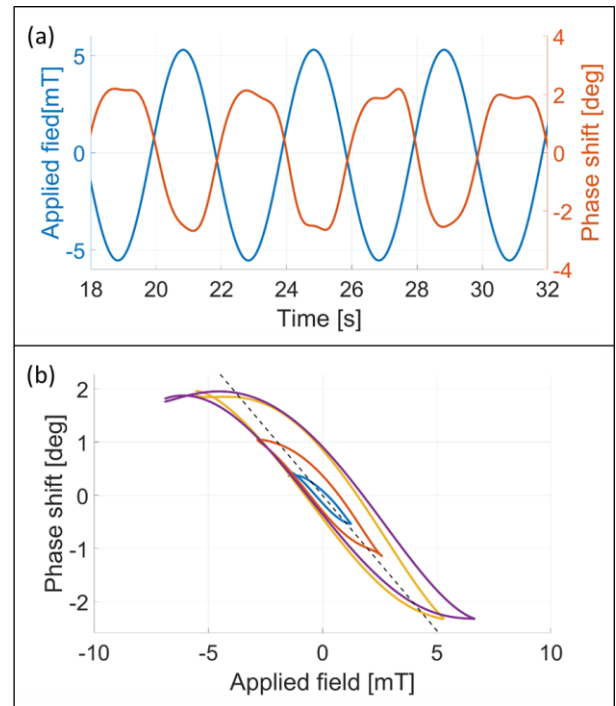 (a)
Applied fied[mT]
5
0
-5
4
2
0
-2
-4
Phase shift [deg]
18 20 22 24 26 28 30 32
Time [s]
(b)
Phase shift [deg]
2
1
0
-1
-2
-10 -5 0 5 10
Applied field [mT]